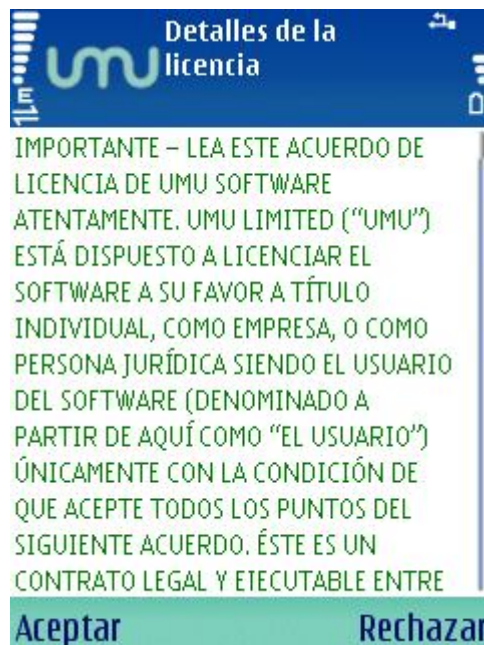 Detalles de la
umu licencia
E
IMPORTANTE – LEA ESTE ACUERDO DE
LICENCIA DE UMU SOFTWARE
ATENTAMENTE. UMU LIMITED (“UMU”)
ESTÁ DISPUESTO A LICENCIAR EL
SOFTWARE A SU FAVOR A TÍTULO
INDIVIDUAL, COMO EMPRESA, O COMO
PERSONA JURÍDICA SIENDO EL USUARIO
DEL SOFTWARE (DENOMINADO A
PARTIR DE AQUÍ COMO “EL USUARIO”)
ÚNICAMENTE CON LA CONDICIÓN DE
QUE ACEPTE TODOS LOS PUNTOS DEL
SIGUIENTE ACUERDO. ÉSTE ES UN
CONTRATO LEGAL Y EJECUTABLE ENTRE
Aceptar Rechazar